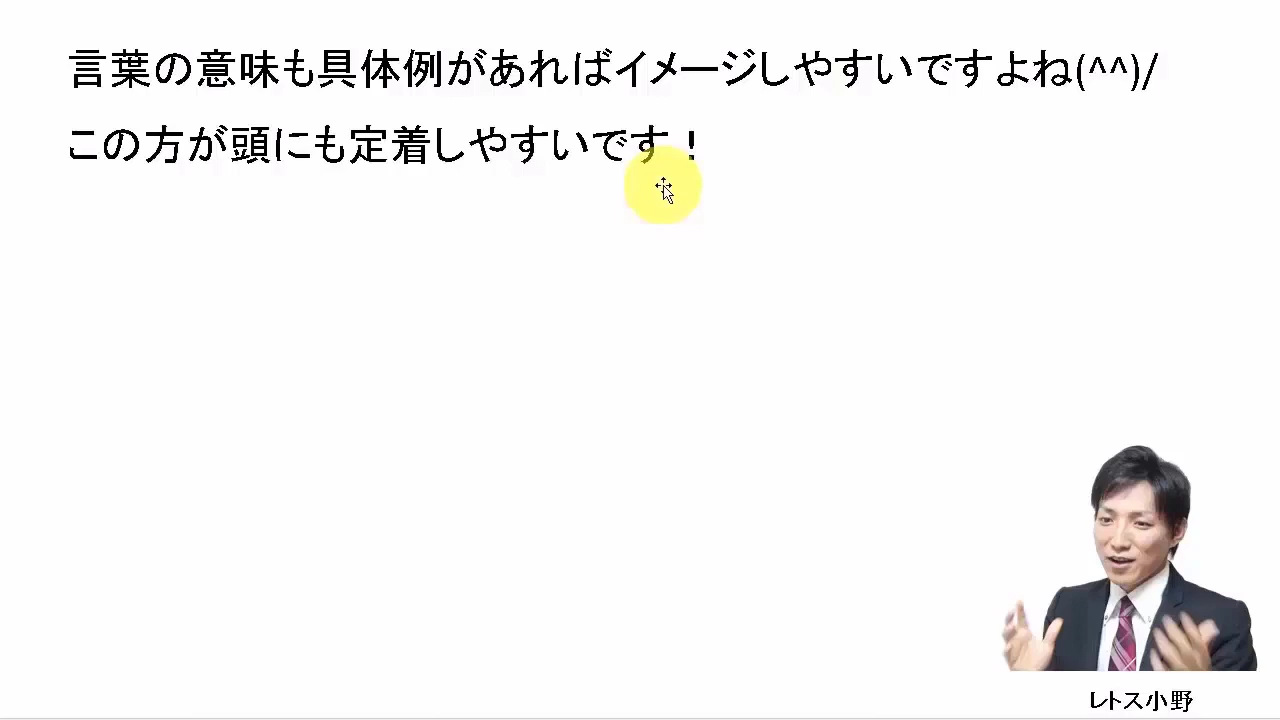 言葉の意味も具体例があればイメージしやすいですよね(^^)/
この方が頭にも定着しやすいです！
レトス小野